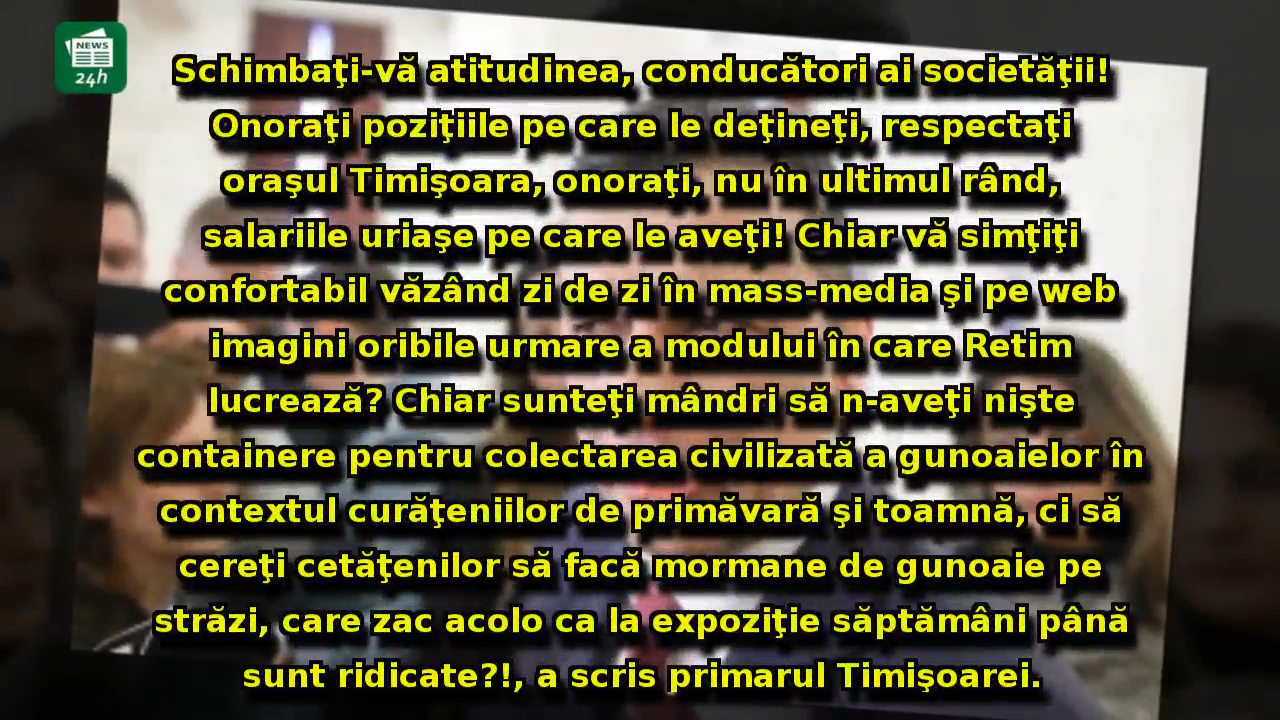 NEWS
24h
Schimbaţi-vă atitudinea, conducători ai societăţii!
Onoraţi poziţiile pe care le deţineţi, respectaţi
oraşul Timişoara, onoraţi, nu în ultimul rând,
salariile uriaşe pe care le aveţi! Chiar vă simţiţi
confortabil văzând zi de zi în mass-media şi pe web
imagini oribile urmare a modului în care Retim
lucrează? Chiar sunteţi mândri să n-aveţi nişte
containere pentru colectarea civilizată a gunoaielor în
contextul curăţeniilor de primăvară şi toamnă, ci să
cereţi cetăţenilor să facă mormane de gunoaie pe
străzi, care zac acolo ca la expoziţie săptămâni până
sunt ridicate?!, a scris primarul Timişoarei.